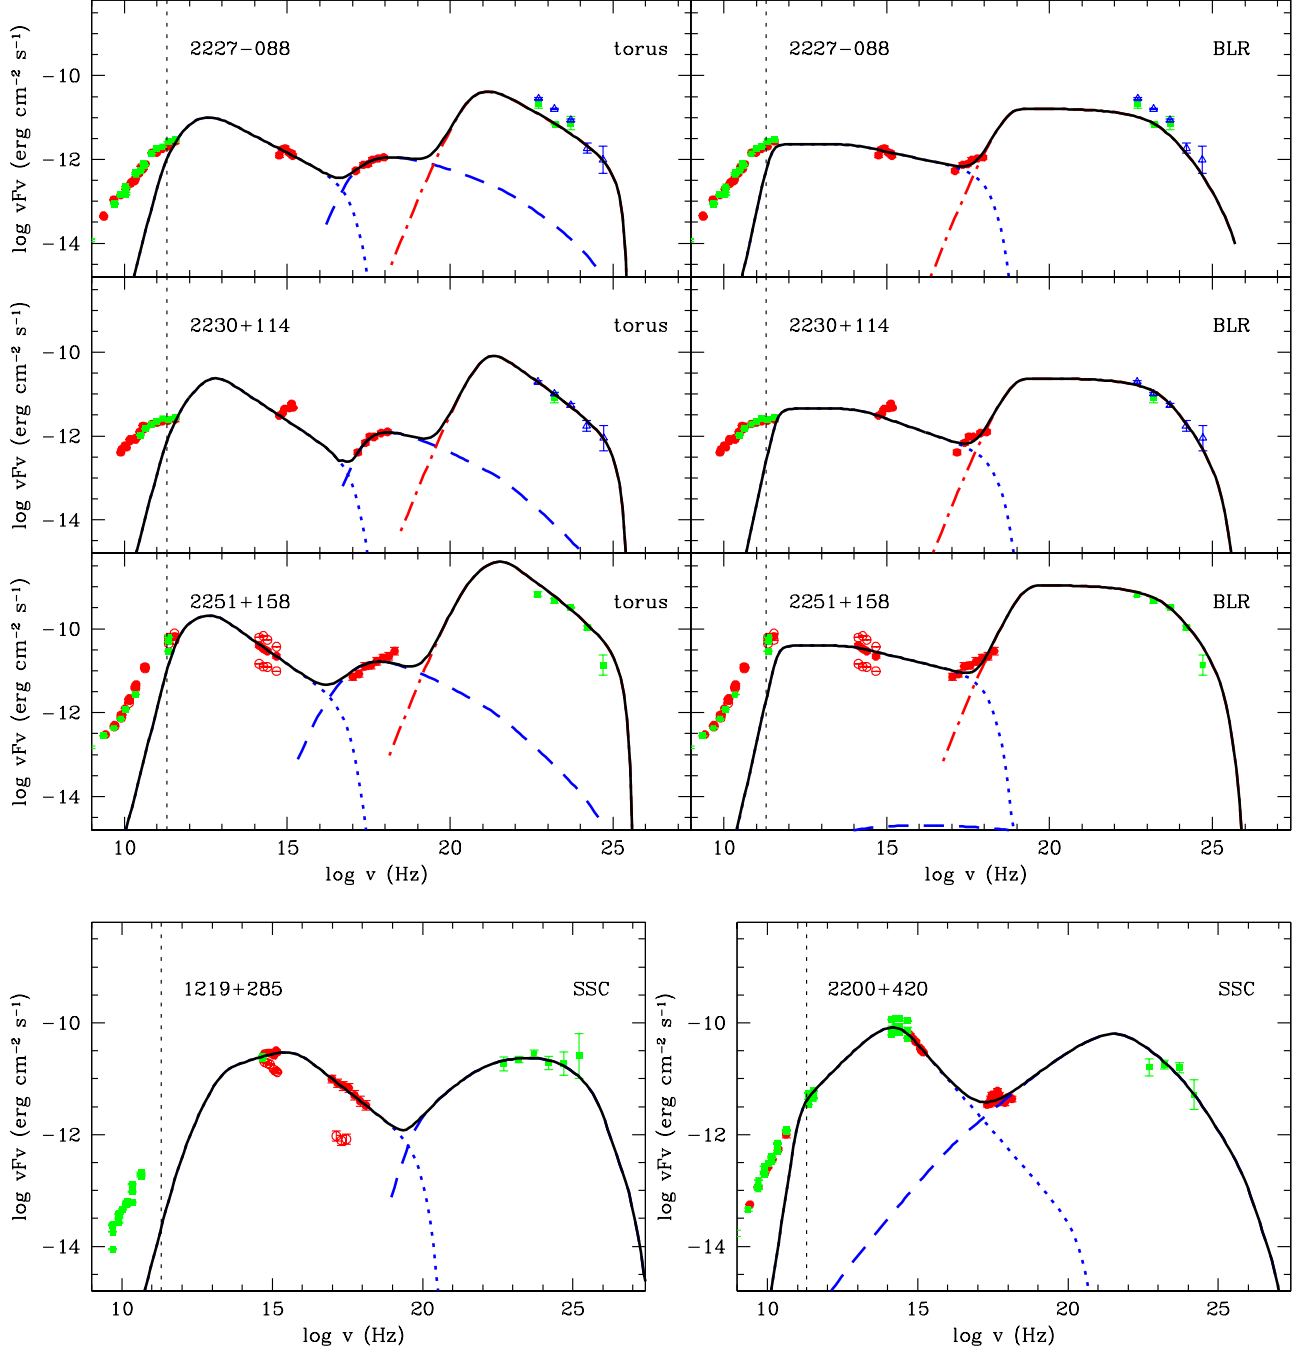 2227−088 torus 2227−088 BLR
log νFν (erg cm⁻² s⁻¹)
−10
−12
−14
2230+114 torus 2230+114 BLR
log νFν (erg cm⁻² s⁻¹)
−10
−12
−14
2251+158 torus 2251+158 BLR
log νFν (erg cm⁻² s⁻¹)
−10
−12
−14
10 15 20 25 10 15 20 25
log ν (Hz) log ν (Hz)
1219+285 SSC 2200+420 SSC
log νFν (erg cm⁻² s⁻¹) log νFν (erg cm⁻² s⁻¹)
−10 −10
−12 −12
−14 −14
10 15 20 25 10 15 20 25
log ν (Hz) log ν (Hz)